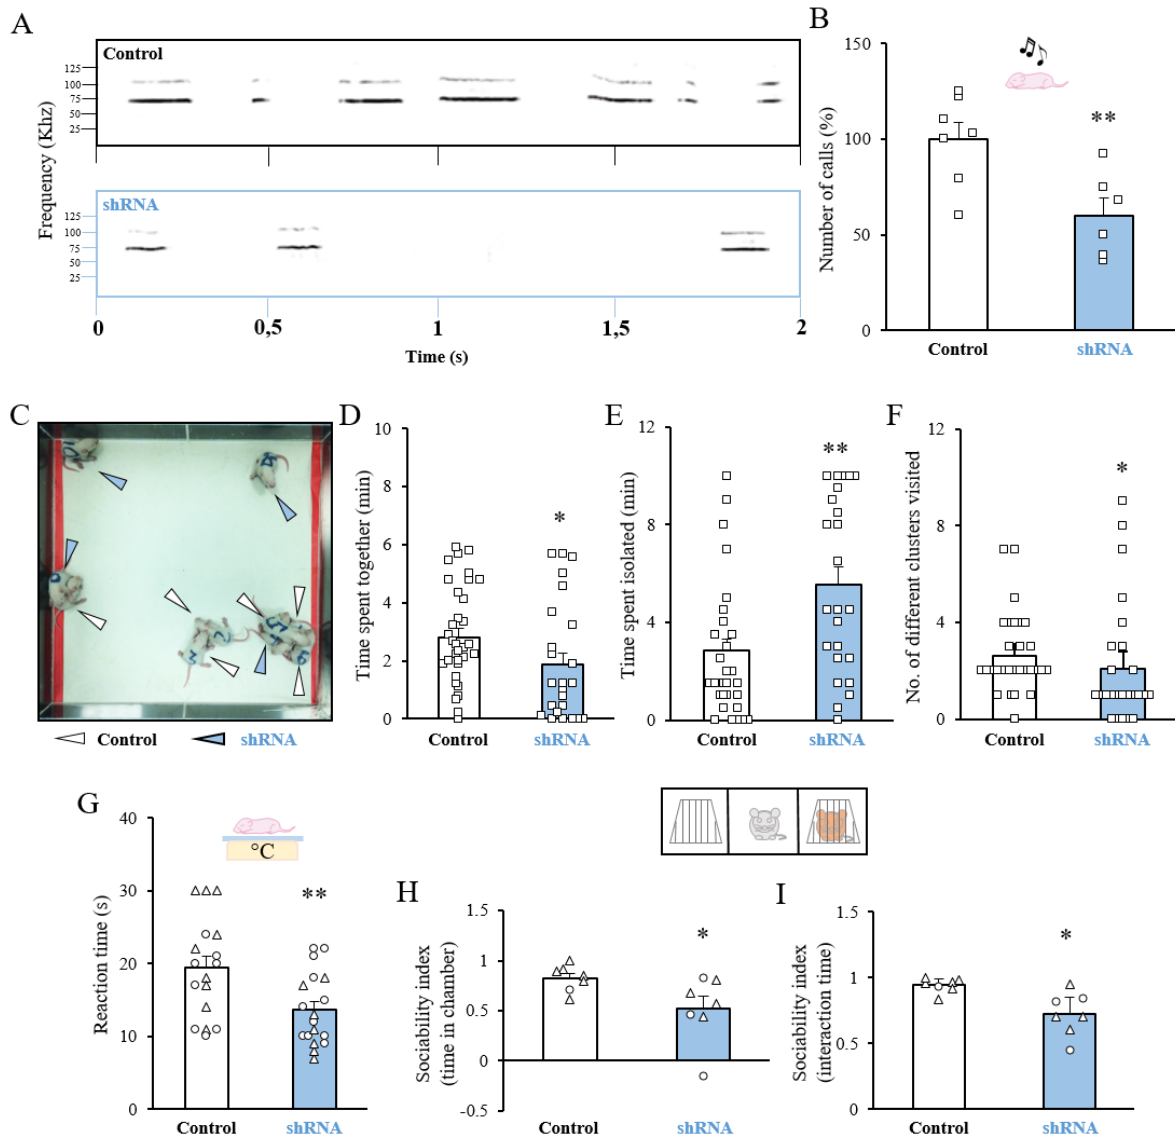 A
Control
125
100
75
50
25
Frequency (Khz)
shRNA
125
100
75
50
25
0 0,5 1 1,5 2
Time (s)
B
150
100
50
0
Number of calls (%)
**
Control shRNA
C
Control shRNA
D
10
8
6
4
2
0
Time spent together (min)
*
Control shRNA
E
12
8
4
0
Time spent isolated (min)
**
Control shRNA
F
12
8
4
0
No. of different clusters visited
*
Control shRNA
G
40
30
20
10
0
Reaction time (s)
°C
**
Control shRNA
H
1.5
1
0.5
0
-0.5
Sociability index
(time in chamber)
*
Control shRNA
I
1.5
1
0.5
0
Sociability index
(interaction time)
*
Control shRNA